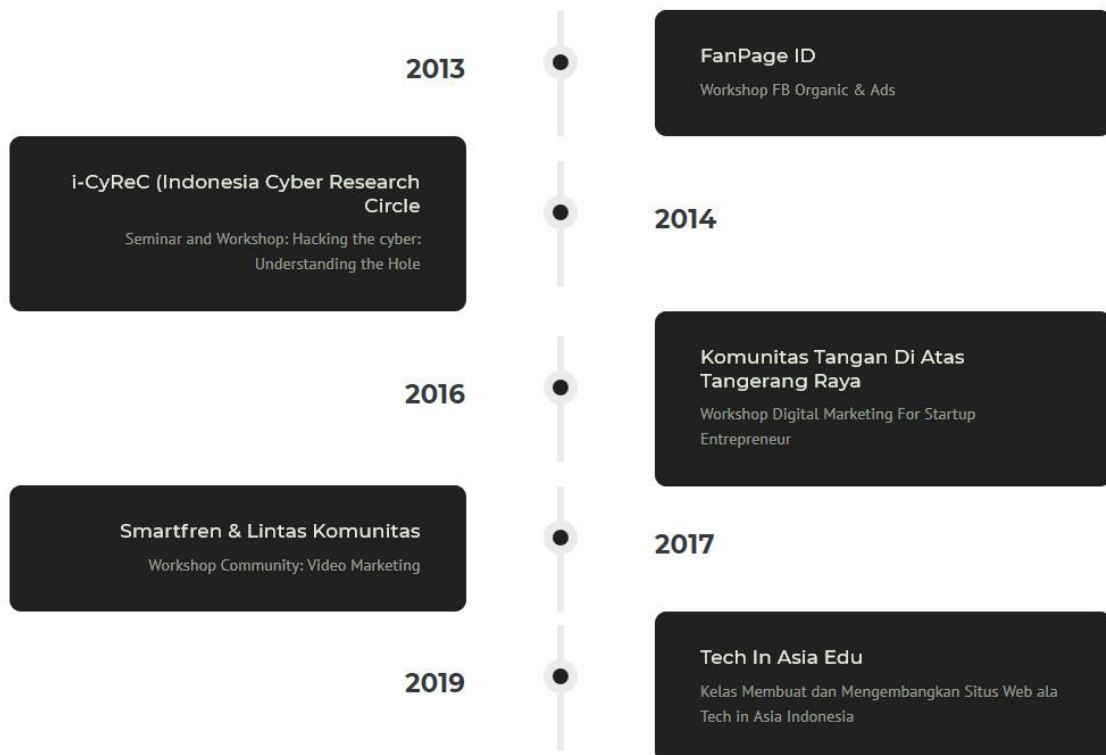 2013
FanPage ID
Workshop FB Organic & Ads
i-CyReC (Indonesia Cyber Research
Circle
Seminar and Workshop: Hacking the cyber:
Understanding the Hole
2014
2016
Komunitas Tangan Di Atas
Tangerang Raya
Workshop Digital Marketing For Startup
Entrepreneur
Smartfren & Lintas Komunitas
Workshop Community: Video Marketing
2017
2019
Tech In Asia Edu
Kelas Membuat dan Mengembangkan Situs Web ala
Tech in Asia Indonesia